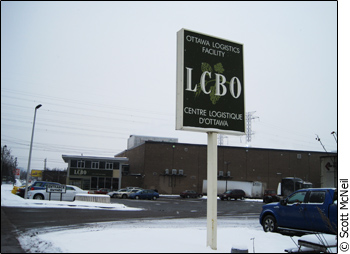 OTTAWA LOGISTICS
FACILITY
LCBO
CENTRE LOGISTIQUE
D'OTTAWA
LCBO
© Scott McNeil